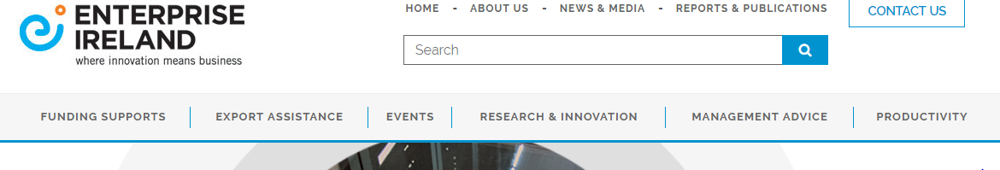 ENTERPRISE
IRELAND
where innovation means business
HOME - ABOUT US - NEWS & MEDIA - REPORTS & PUBLICATIONS
CONTACT US
Search
FUNDING SUPPORTS EXPORT ASSISTANCE EVENTS RESEARCH & INNOVATION MANAGEMENT ADVICE PRODUCTIVITY